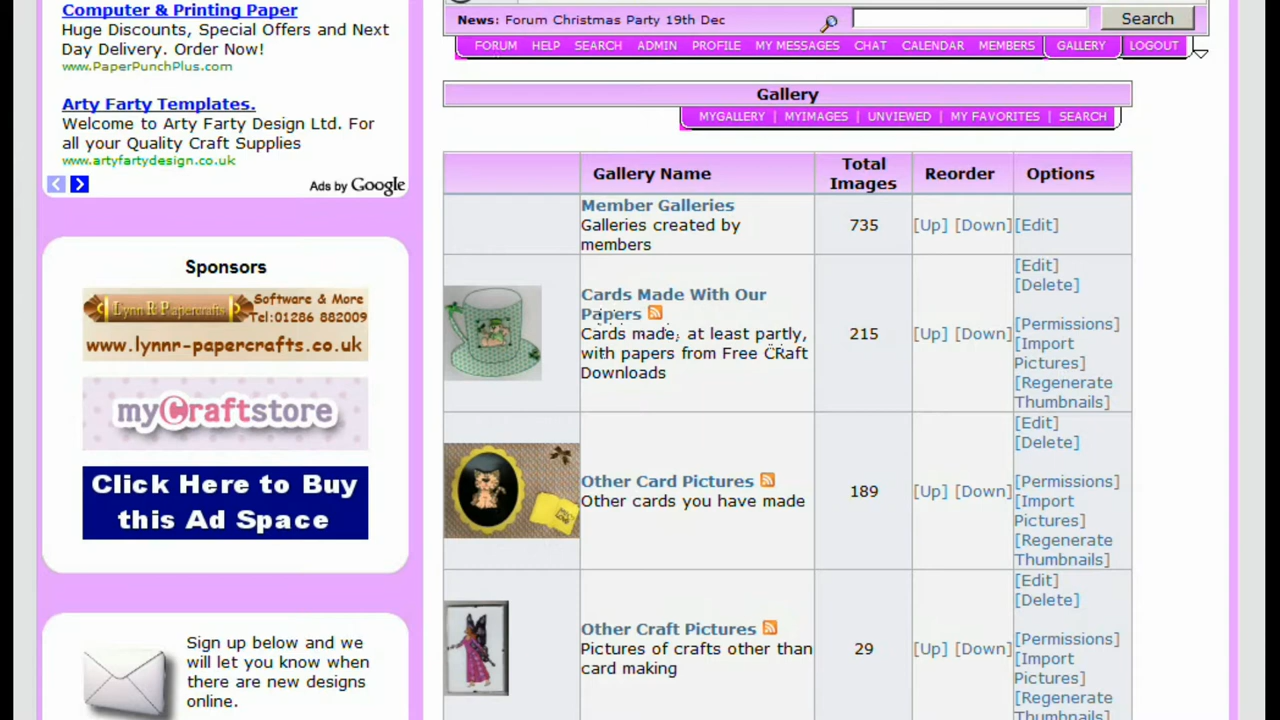 Computer & Printing Paper
Huge Discounts, Special Offers and Next
Day Delivery. Order Now!
www.PaperPunchPlus.com
Arty Farty Templates.
Welcome to Arty Farty Design Ltd. For
all your Quality Craft Supplies
www.artyfartydesign.co.uk
Ads by Google
Sponsors
Lynn R Papercrafts
Software & More
Tel:01286 882009
www.lynnr-papercrafts.co.uk
myCraftstore
Click Here to Buy
this Ad Space
Sign up below and we
will let you know when
there are new designs
online.
News: Forum Christmas Party 19th Dec
Search
FORUM HELP SEARCH ADMIN PROFILE MY MESSAGES CHAT CALENDAR MEMBERS GALLERY LOGOUT
Gallery
MYGALLERY | MYIMAGES | UNVIEWED | MY FAVORITES | SEARCH
Gallery Name
Total
Images
Reorder
Options
Member Galleries
Galleries created by
members
735
[Up] [Down]
[Edit]
Cards Made With Our
Papers
Cards made, at least partly,
with papers from Free CRaft
Downloads
215
[Up] [Down]
[Edit]
[Delete]
[Permissions]
[Import
Pictures]
[Regenerate
Thumbnails]
Other Card Pictures
Other cards you have made
189
[Up] [Down]
[Edit]
[Delete]
[Permissions]
[Import
Pictures]
[Regenerate
Thumbnails]
Other Craft Pictures
Pictures of crafts other than
card making
29
[Up] [Down]
[Edit]
[Delete]
[Permissions]
[Import
Pictures]
[Regenerate
Thumbnails]